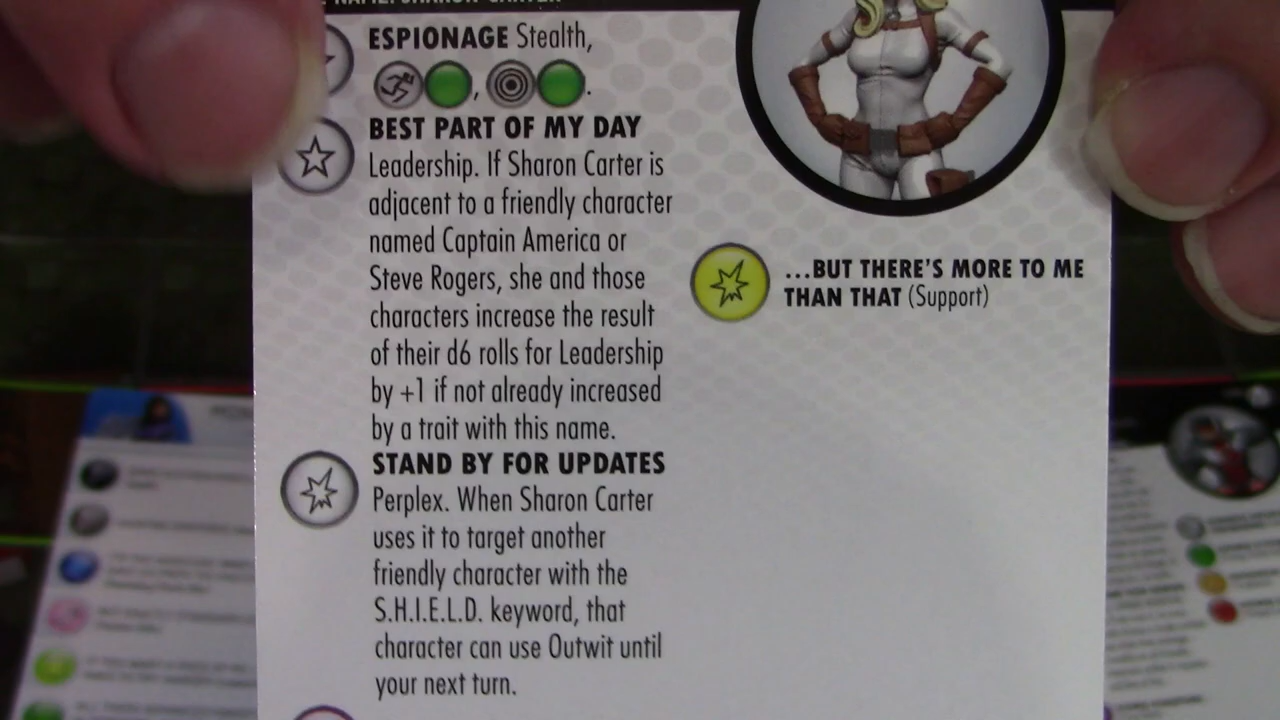 NAME: SHARON CARTER
ESPIONAGE Stealth,
, .
BEST PART OF MY DAY
Leadership. If Sharon Carter is
adjacent to a friendly character
named Captain America or
Steve Rogers, she and those
characters increase the result
of their d6 rolls for Leadership
by +1 if not already increased
by a trait with this name.
STAND BY FOR UPDATES
Perplex. When Sharon Carter
uses it to target another
friendly character with the
S.H.I.E.L.D. keyword, that
character can use Outwit until
your next turn.
...BUT THERE'S MORE TO ME
THAN THAT (Support)